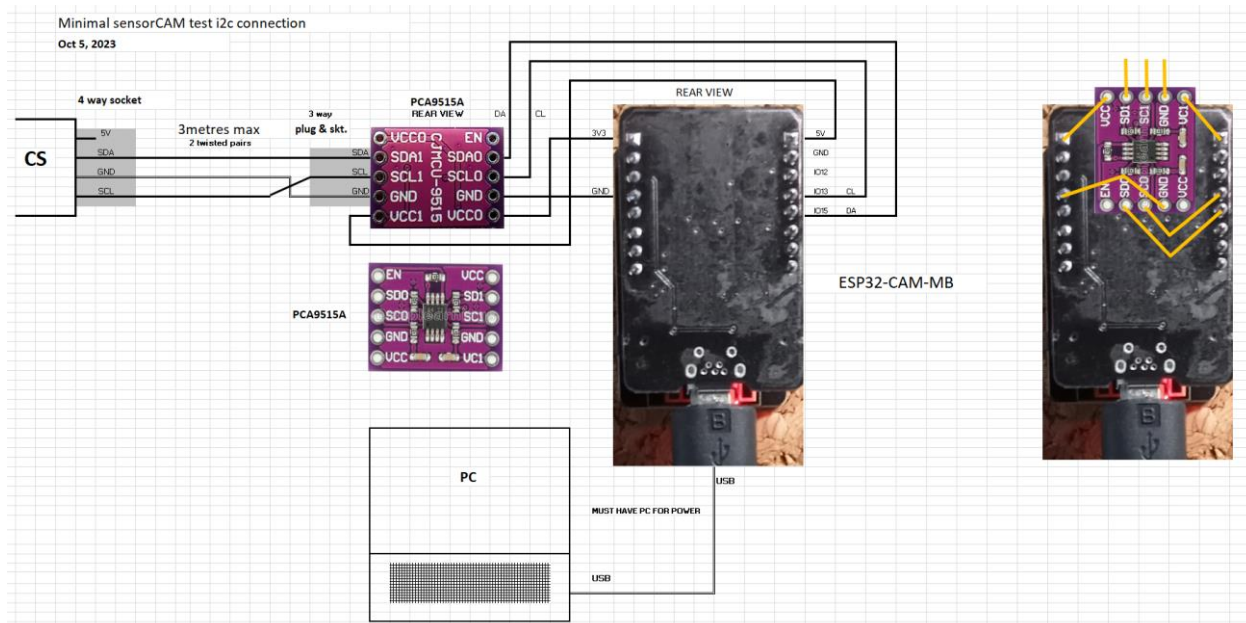 Minimal sensorCAM test i2c connection
Oct 5, 2023
4 way socket
CS
5V
SDA
GND
SCL
3metres max
2 twisted pairs
3 way
plug & skt.
SDA
SCL
GND
PCA9515A
REAR VIEW
DA
CL
VCC0
EN
SDA1
SDA0
SCL1
SCL0
GND
GND
VCC1
VCC0
CJMCU-9515
3V3
GND
REAR VIEW
5V
GND
IO12
IO13
CL
IO15
DA
ESP32-CAM-MB
B
PCA9515A
EN
VCC
SD0
SD1
SC0
SC1
GND
GND
VCC
VC1
VCC
SD1
SC1
GND
VC1
EN
SD0
SC0
GND
VCC
B
PC
USB
MUST HAVE PC FOR POWER
USB